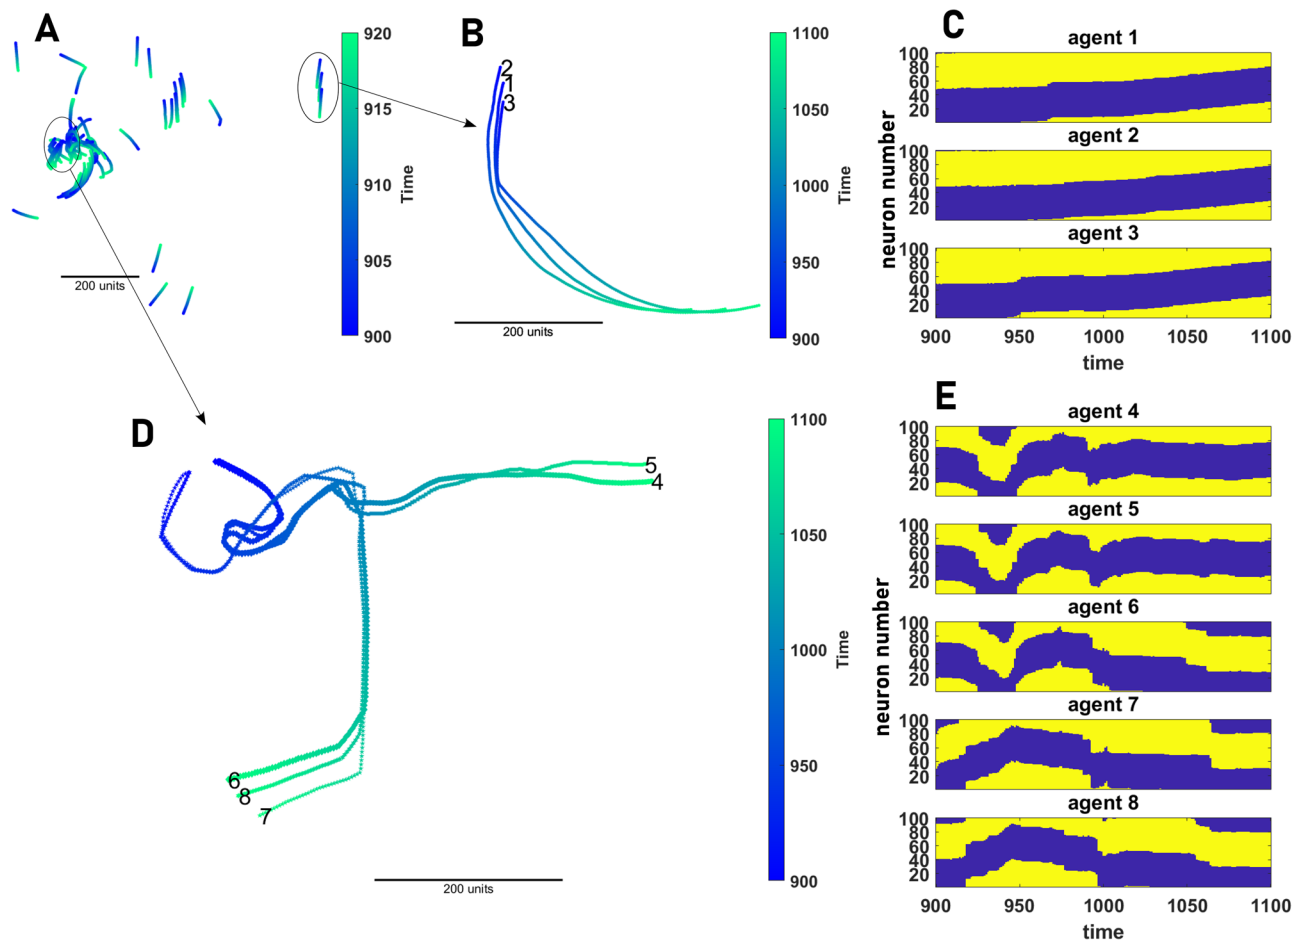 A
920
915
910
905
900
Time
200 units
B
2
1
3
200 units
1100
1050
1000
950
900
Time
C
agent 1
100
80
60
40
20
agent 2
100
80
60
40
20
agent 3
100
80
60
40
20
neuron number
900 950 1000 1050 1100
time
D
5
4
6
8
7
200 units
1100
1050
1000
950
900
Time
E
agent 4
100
80
60
40
20
agent 5
100
80
60
40
20
agent 6
100
80
60
40
20
agent 7
100
80
60
40
20
agent 8
100
80
60
40
20
neuron number
900 950 1000 1050 1100
time